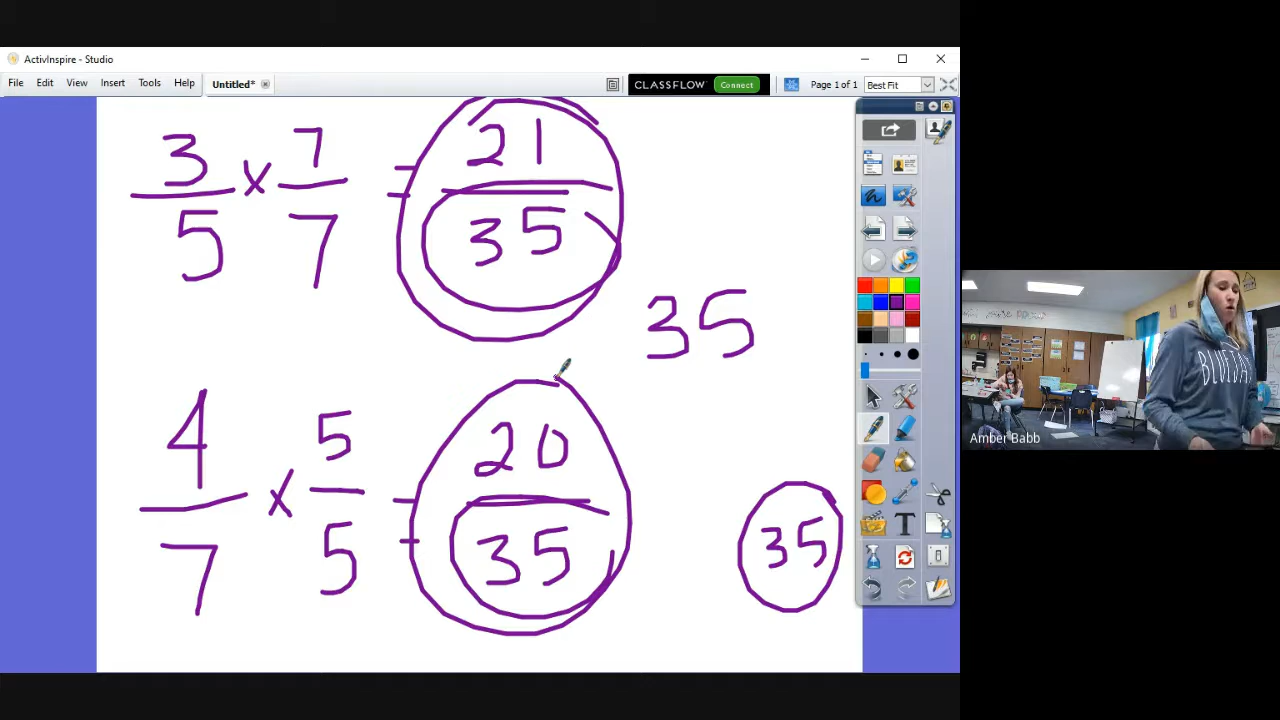 ActivInspire - Studio
File Edit View Insert Tools Help Untitled* CLASSFLOW Connect Page 1 of 1 Best Fit
3 7 21
— x — = —
5 7 35
35
4 5 20
— x — = —
7 5 35
35
Amber Babb
BLUEJAY